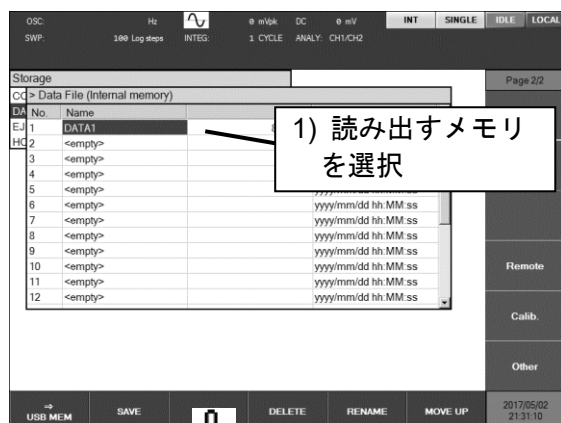 OSC: Hz 0 mVpk DC 0 mV INT SINGLE IDLE LOCAL
SWP: 100 Log steps INTEG: 1 CYCLE ANALY: CH1/CH2
Storage Page 2/2
> Data File (Internal memory)
DA No. Name
EJ 1 DATA1
2 <empty>
3 <empty>
4 <empty>
5 <empty>
6 <empty> yyyy/mm/dd hh:MM:ss
7 <empty> yyyy/mm/dd hh:MM:ss
8 <empty> yyyy/mm/dd hh:MM:ss
9 <empty> yyyy/mm/dd hh:MM:ss
10 <empty> yyyy/mm/dd hh:MM:ss
11 <empty> yyyy/mm/dd hh:MM:ss
12 <empty> yyyy/mm/dd hh:MM:ss
1) 読み出すメモリ
を選択
Remote
Calib.
Other
⇒
USB MEM SAVE DELETE RENAME MOVE UP
2017/05/02
21:31:10